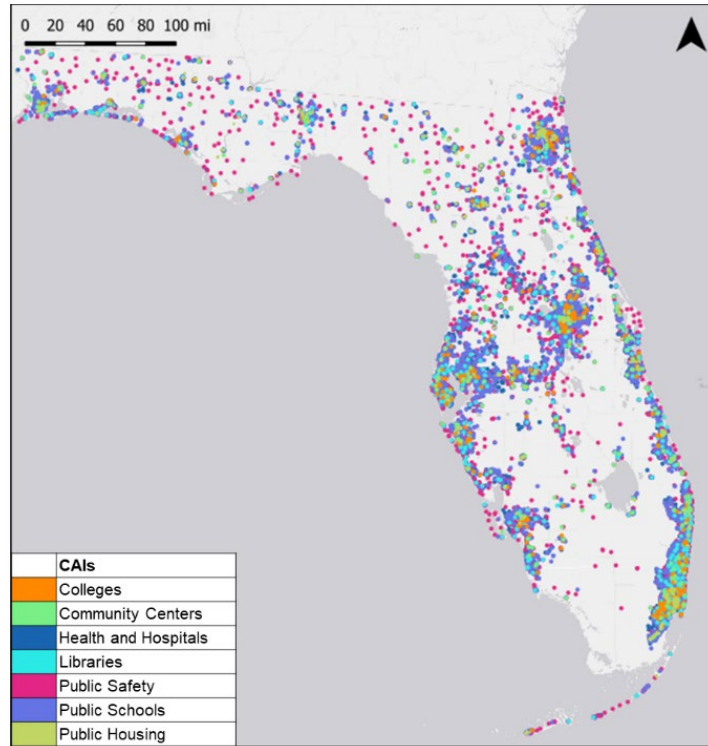 0 20 40 60 80 100 mi
CAIs
Colleges
Community Centers
Health and Hospitals
Libraries
Public Safety
Public Schools
Public Housing